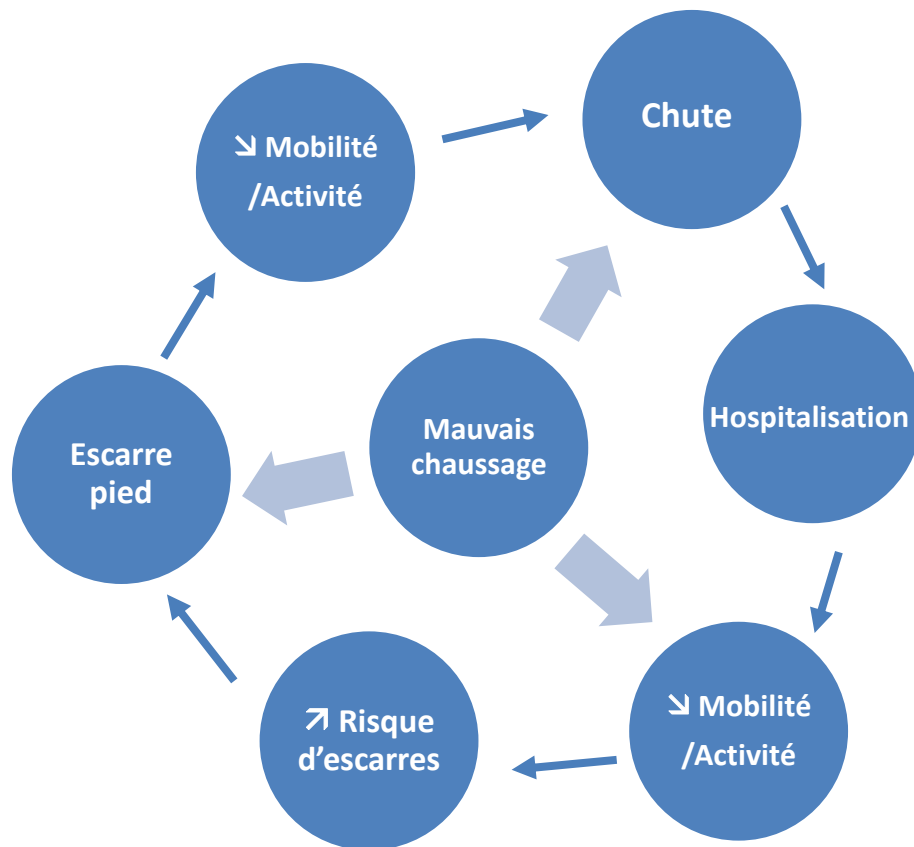 Chute
↘ Mobilité
/Activité
Hospitalisation
Mauvais
chaussage
Escarre
pied
↘ Mobilité
/Activité
↗ Risque
d’escarres